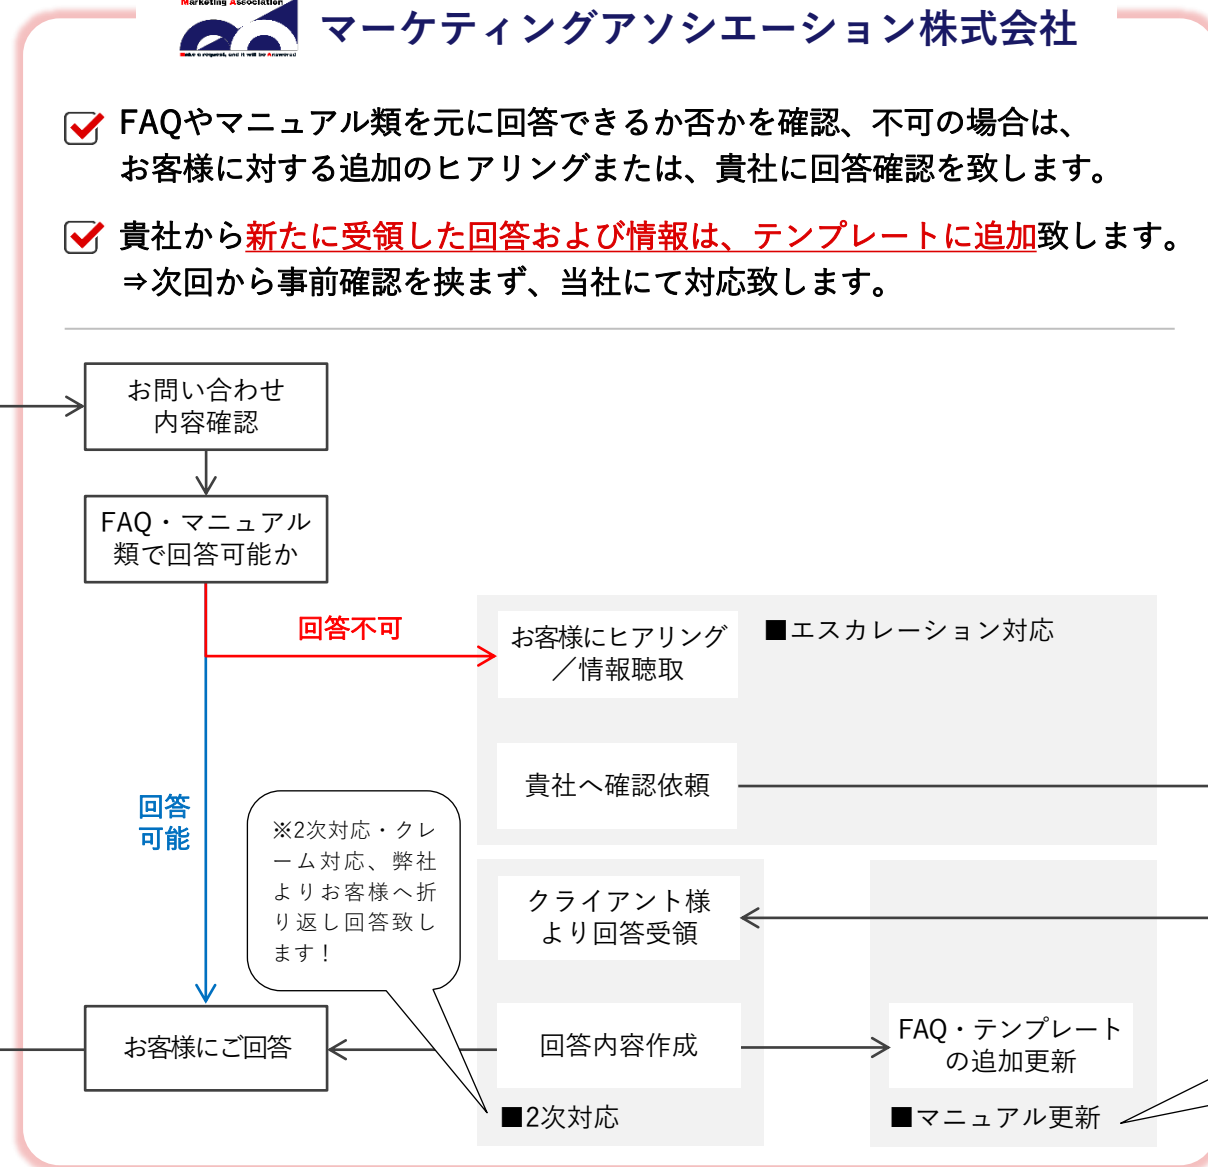 Marketing Association
Make a request, and it will be Answered
マーケティングアソシエーション株式会社
FAQやマニュアル類を元に回答できるか否かを確認、不可の場合は、
お客様に対する追加のヒアリングまたは、貴社に回答確認を致します。
貴社から新たに受領した回答および情報は、テンプレートに追加致します。
⇒次回から事前確認を挟まず、当社にて対応致します。
お問い合わせ
内容確認
FAQ・マニュアル
類で回答可能か
回答不可
お客様にヒアリング
／情報聴取
■エスカレーション対応
貴社へ確認依頼
回答
可能
※2次対応・クレ
ーム対応、弊社
よりお客様へ折
り返し回答致し
ます！
クライアント様
より回答受領
お客様にご回答
回答内容作成
FAQ・テンプレート
の追加更新
■2次対応
■マニュアル更新